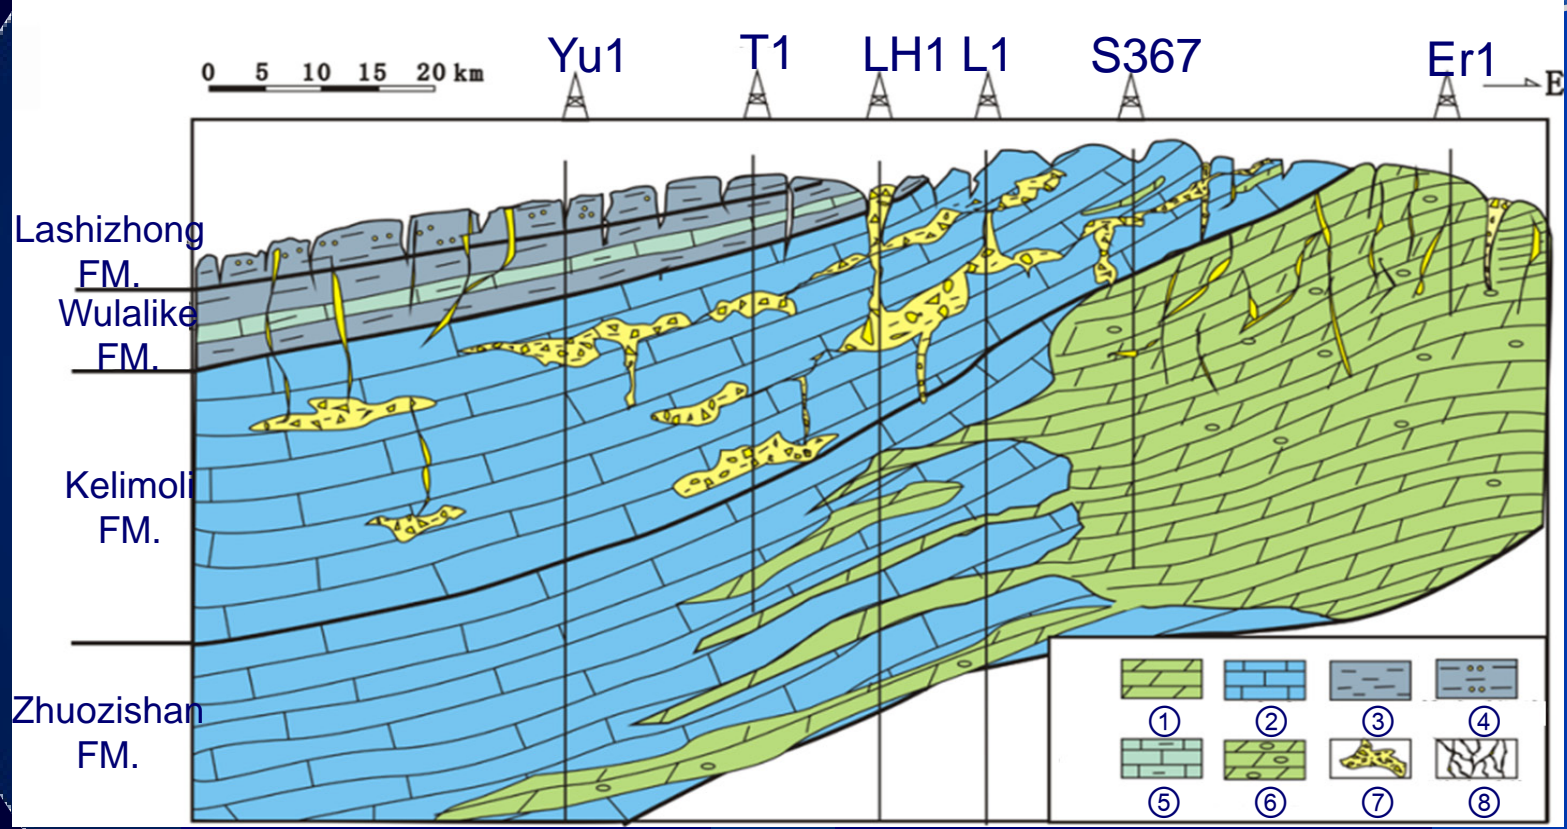 Yu1 T1 LH1 L1 S367 Er1
0 5 10 15 20 km
E
Lashizhong
FM.
Wulalike
FM.
Kelimoli
FM.
Zhuozishan
FM.
① ② ③ ④
⑤ ⑥ ⑦ ⑧